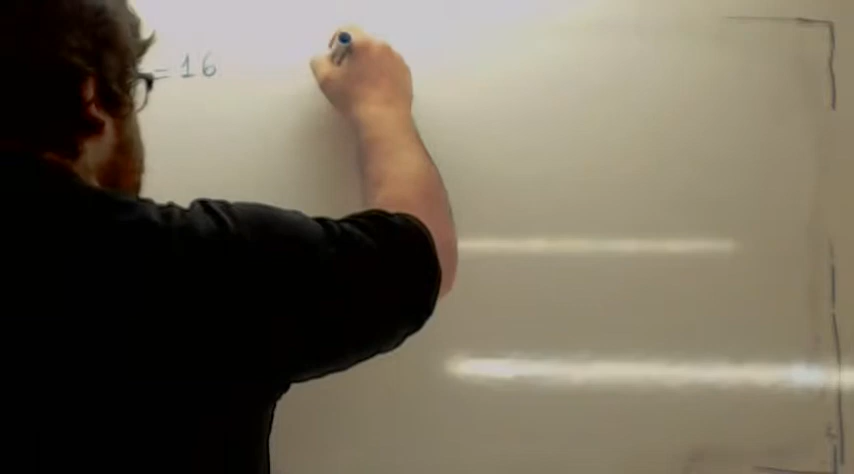 = 16